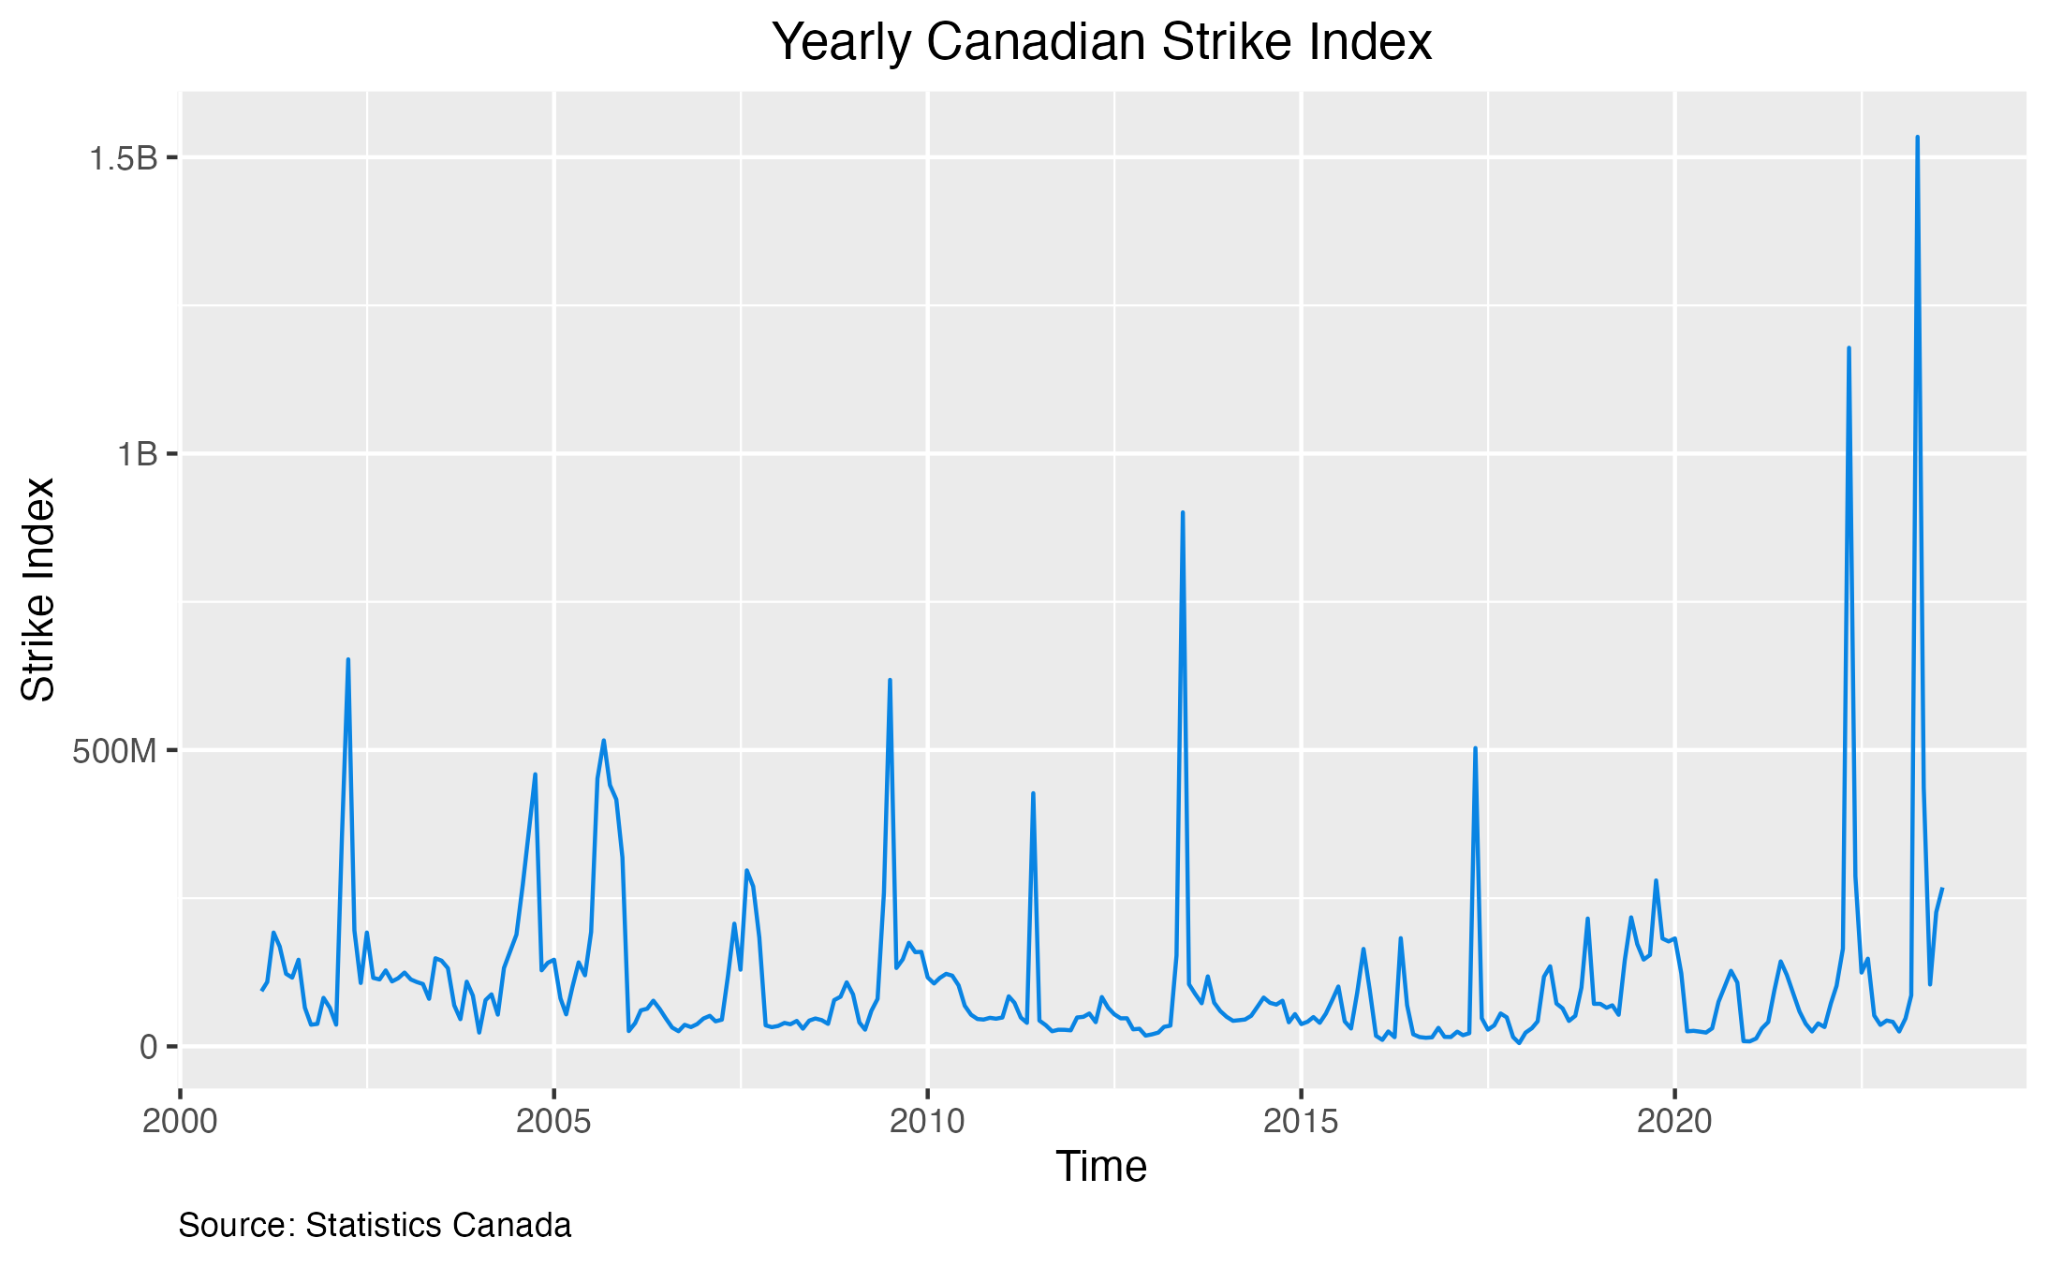 Yearly Canadian Strike Index
Strike Index
1.5B
1B
500M
0
2000 2005 2010 2015 2020
Time
Source: Statistics Canada